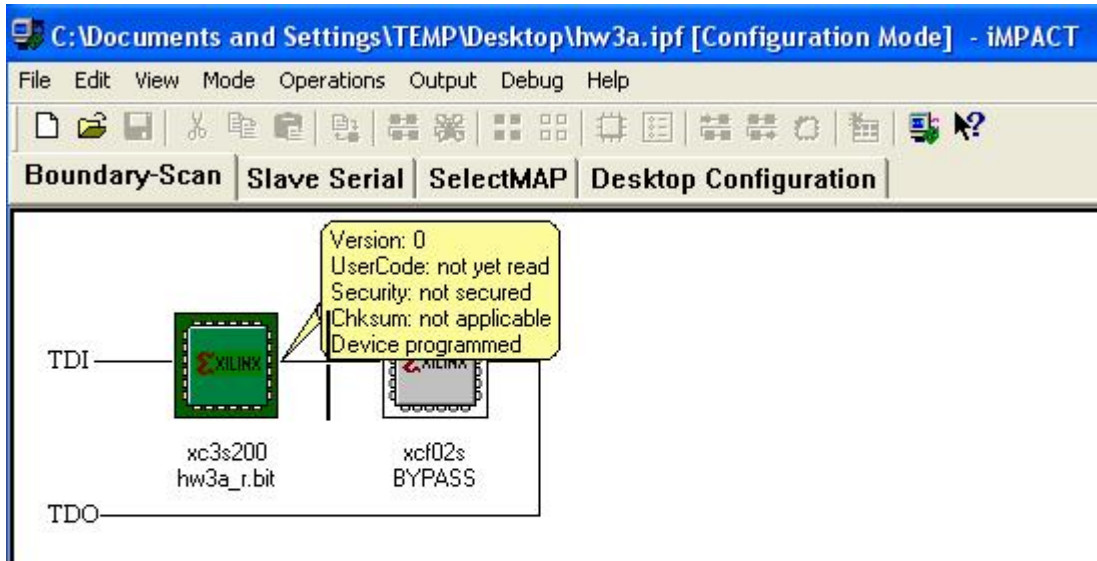 C:\Documents and Settings\TEMP\Desktop\hw3a.ipf [Configuration Mode] - iMPACT
File Edit View Mode Operations Output Debug Help
Boundary-Scan Slave Serial SelectMAP Desktop Configuration
Version: 0
UserCode: not yet read
Security: not secured
Chksum: not applicable
Device programmed
TDI
XILINX
XILINX
xc3s200
hw3a_r.bit
xcf02s
BYPASS
TDO